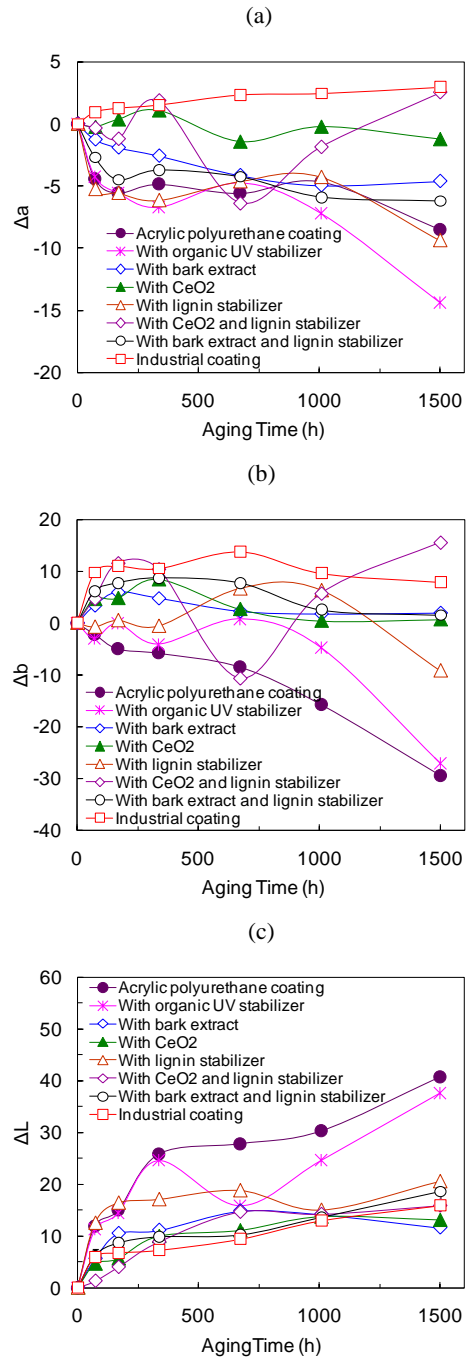 (a)
5
0
-5
-10
-15
-20
Δa
Acrylic polyurethane coating
With organic UV stabilizer
With bark extract
With CeO2
With lignin stabilizer
With CeO2 and lignin stabilizer
With bark extract and lignin stabilizer
Industrial coating
0 500 1000 1500
Aging Time (h)
(b)
20
10
0
-10
-20
-30
-40
Δb
Acrylic polyurethane coating
With organic UV stabilizer
With bark extract
With CeO2
With lignin stabilizer
With CeO2 and lignin stabilizer
With bark extract and lignin stabilizer
Industrial coating
0 500 1000 1500
Aging Time (h)
(c)
60
50
40
30
20
10
0
ΔL
Acrylic polyurethane coating
With organic UV stabilizer
With bark extract
With CeO2
With lignin stabilizer
With CeO2 and lignin stabilizer
With bark extract and lignin stabilizer
Industrial coating
0 500 1000 1500
Aging Time (h)